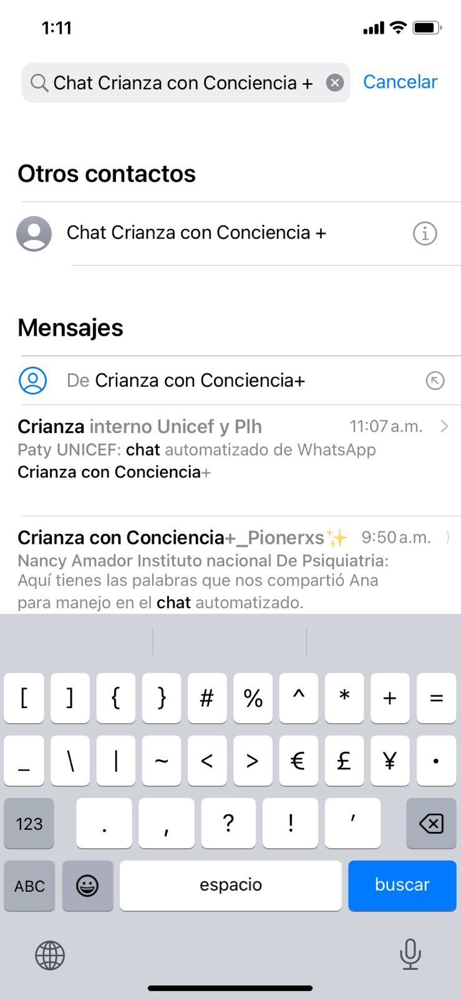 1:11
Chat Crianza con Conciencia +
Cancelar
Otros contactos
Chat Crianza con Conciencia +
Mensajes
De Crianza con Conciencia+
Crianza interno Unicef y Plh 11:07 a.m.
Paty UNICEF: chat automatizado de WhatsApp
Crianza con Conciencia+
Crianza con Conciencia+_Pionerxs✨ 9:50 a.m.
Nancy Amador Instituto nacional De Psiquiatria:
Aquí tienes las palabras que nos compartió Ana
para manejo en el chat automatizado.
[ ] { } # % ^ * + =
_ \ | ~ < > € £ ¥ •
123 . , ? ! ′
ABC espacio buscar